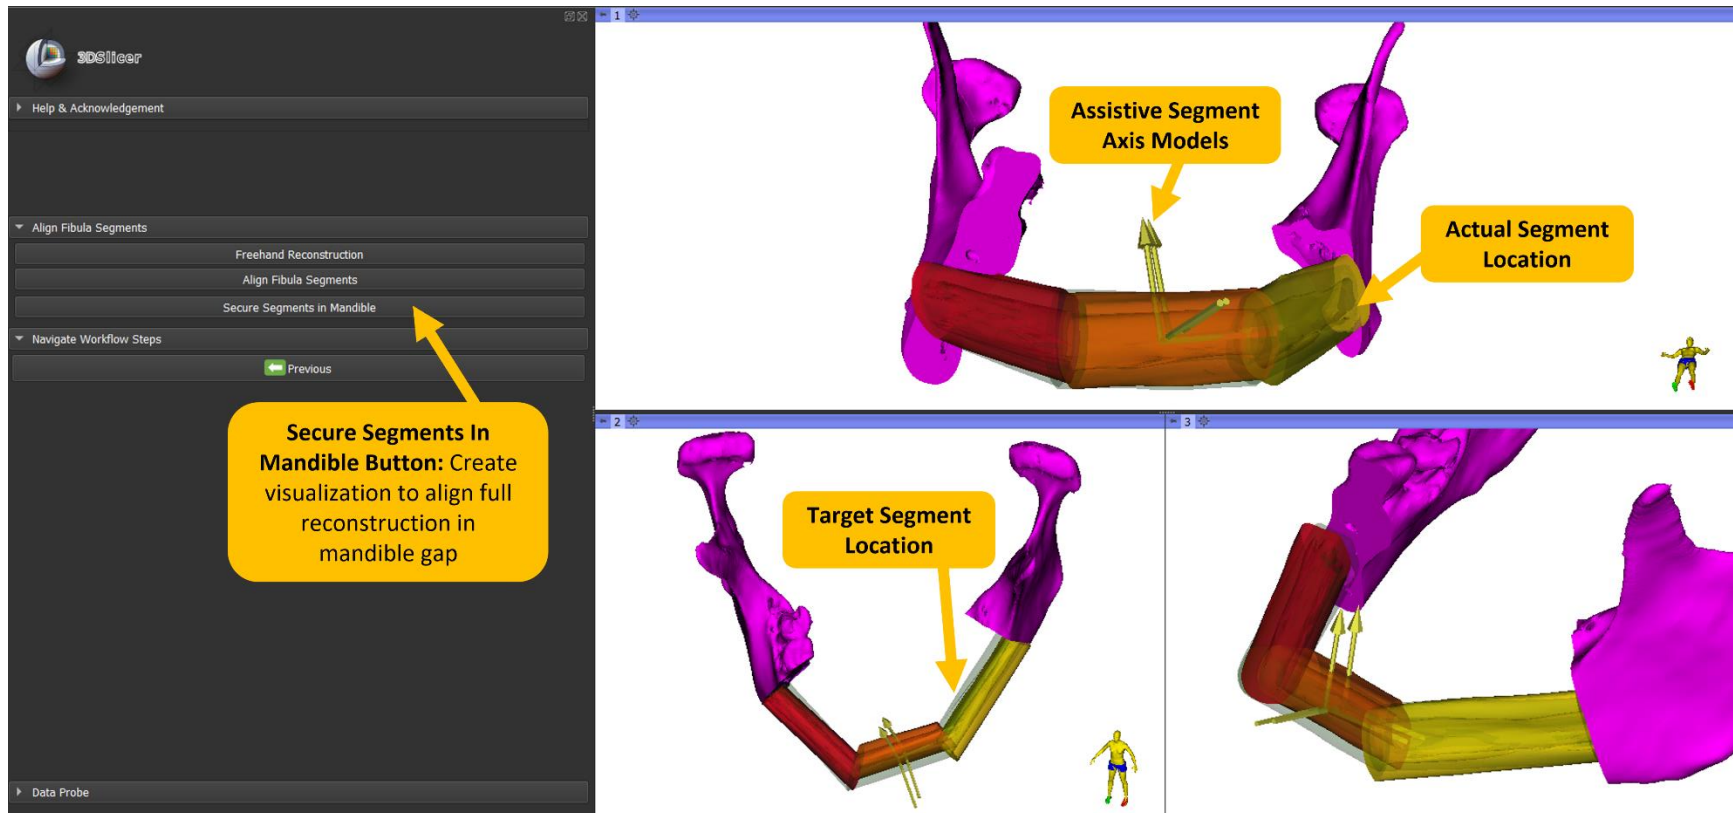 3DSlicer
Help & Acknowledgement
Align Fibula Segments
Freehand Reconstruction
Align Fibula Segments
Secure Segments in Mandible
Navigate Workflow Steps
Previous
Secure Segments In
Mandible Button: Create
visualization to align full
reconstruction in
mandible gap
Data Probe
1
Assistive Segment
Axis Models
Actual Segment
Location
2
Target Segment
Location
3